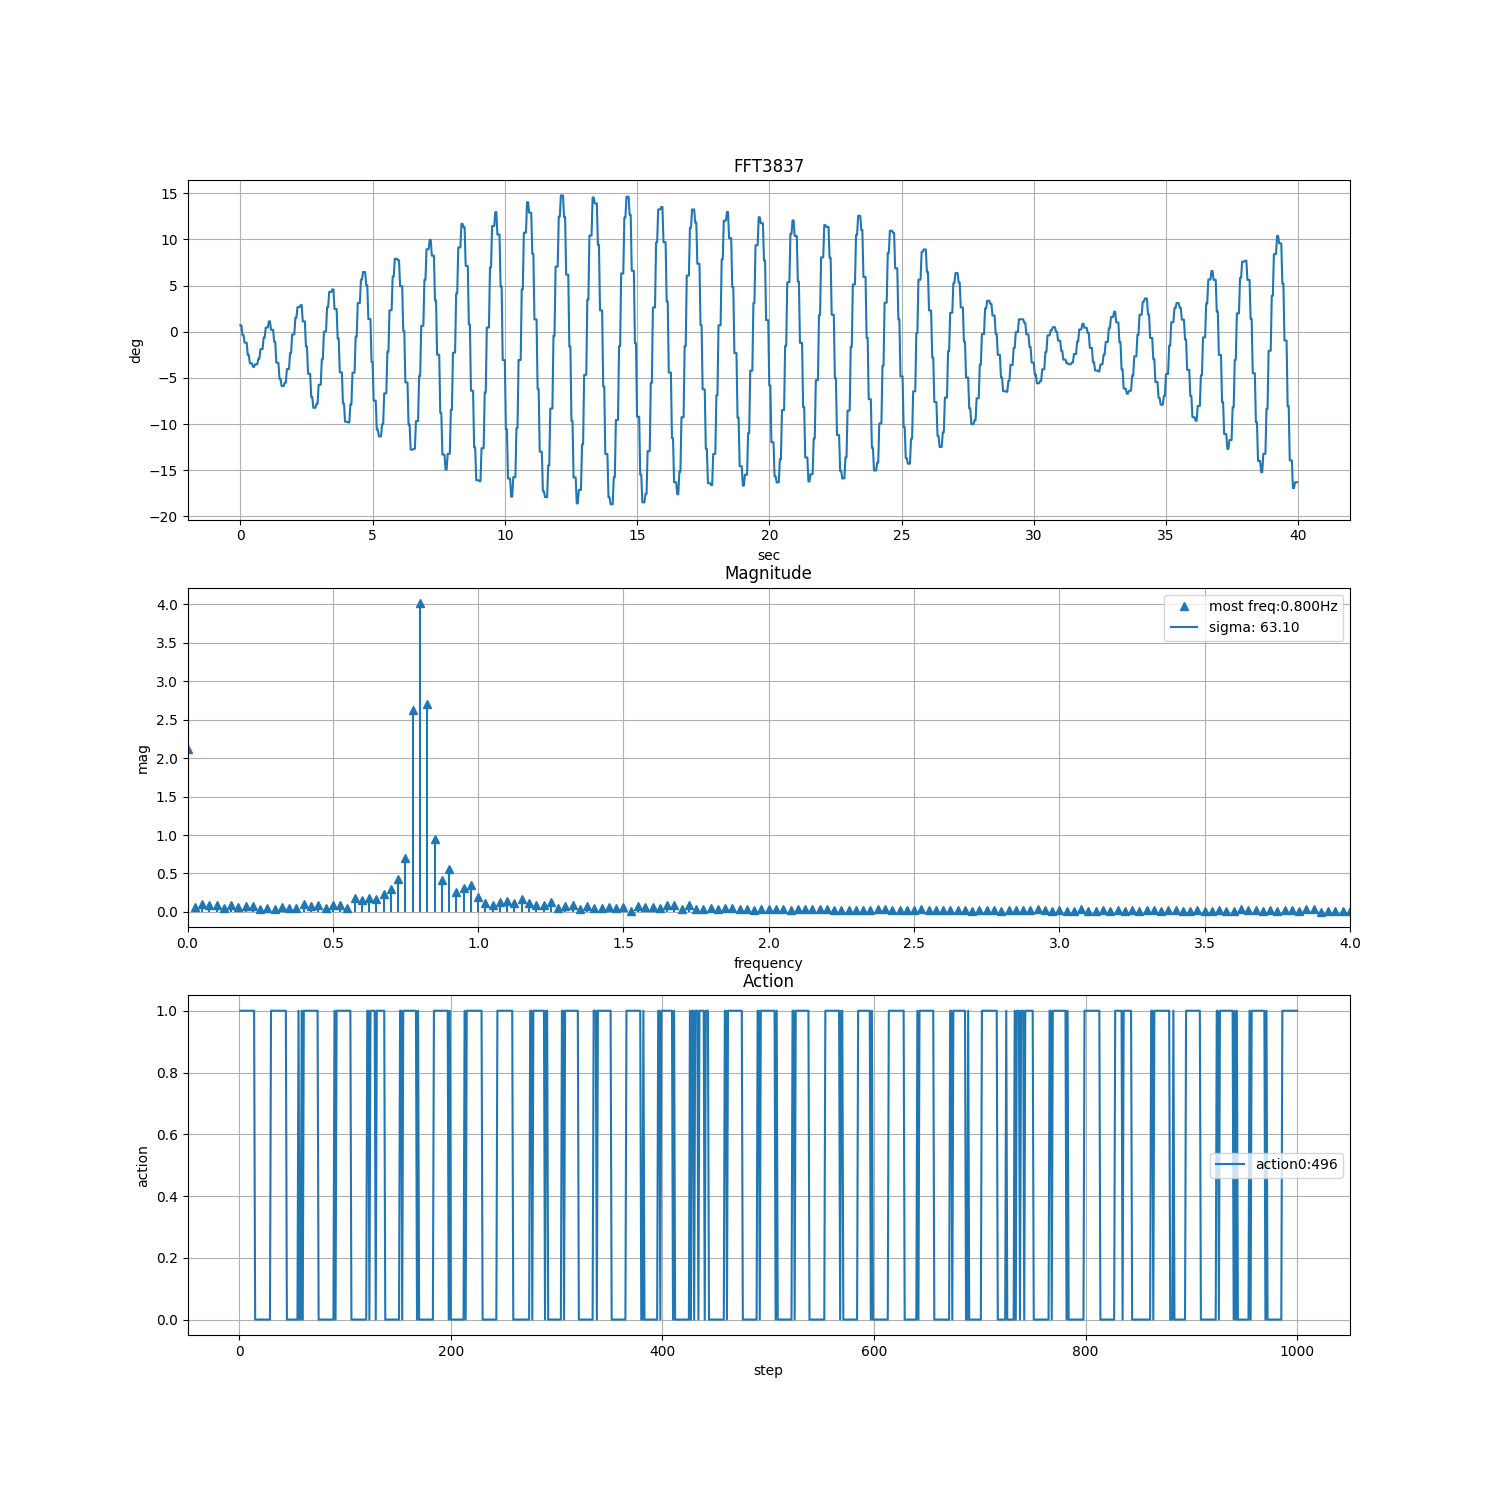 FFT3837
15
10
5
0
−5
−10
−15
−20
deg
0 5 10 15 20 25 30 35 40
sec
Magnitude
4.0
3.5
3.0
2.5
2.0
1.5
1.0
0.5
0.0
mag
most freq:0.800Hz
sigma: 63.10
0.0 0.5 1.0 1.5 2.0 2.5 3.0 3.5 4.0
frequency
Action
1.0
0.8
0.6
0.4
0.2
0.0
action
action0:496
0 200 400 600 800 1000
step